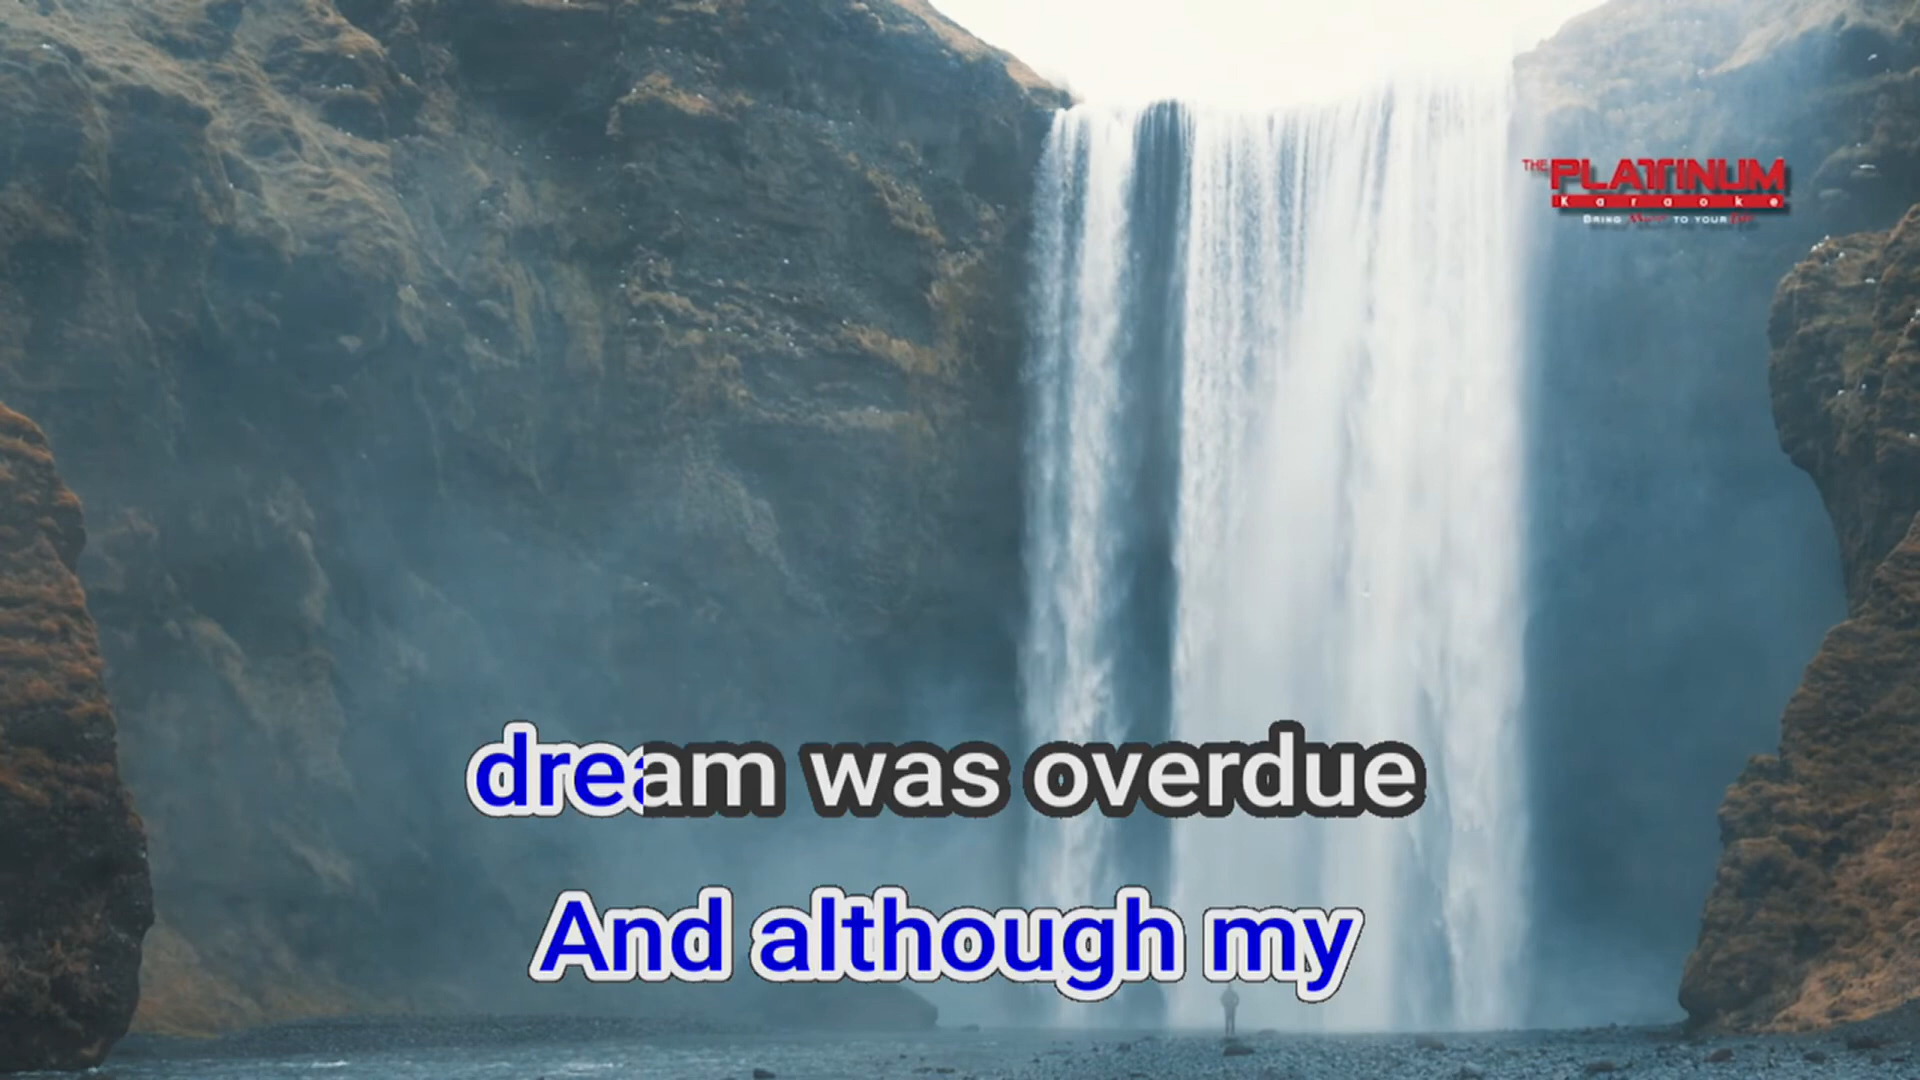 THE PLATINUM
Karaoke
BRING Music TO YOUR life
dream was overdue
And although my